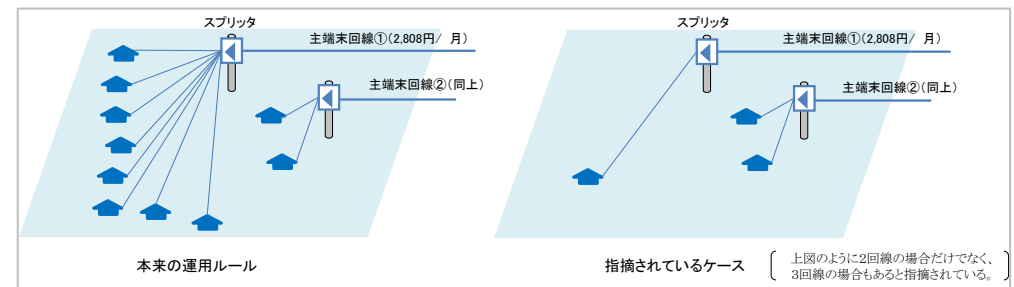 スプリッタ
主端末回線①(2,808円/ 月)
主端末回線②(同上)
本来の運用ルール
スプリッタ
主端末回線①(2,808円/ 月)
主端末回線②(同上)
指摘されているケース
上図のように2回線の場合だけでなく、
3回線の場合もあると指摘されている。